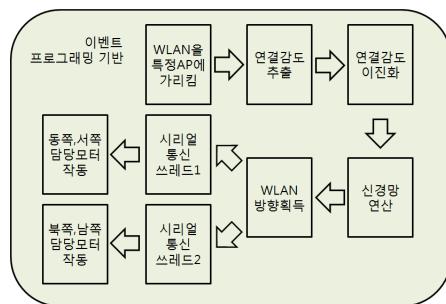 이벤트
프로그래밍 기반
WLAN을
특정AP에
가리킴
연결감도
추출
연결감도
이진화
신경망
연산
WLAN
방향획득
시리얼
통신
쓰레드1
동쪽,서쪽
담당모터
작동
시리얼
통신
쓰레드2
북쪽,남쪽
담당모터
작동